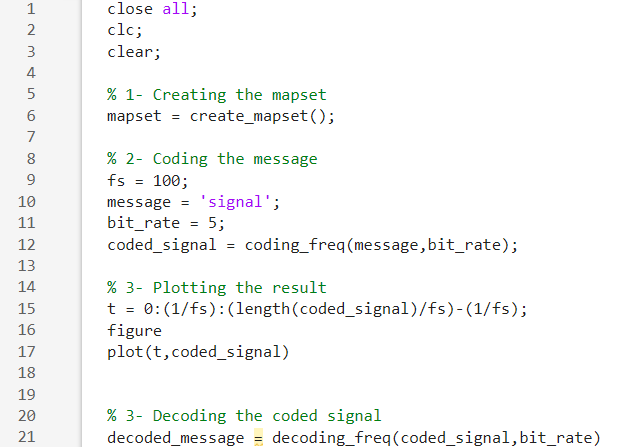 1 close all;
2 clc;
3 clear;
4
5 % 1- Creating the mapset
6 mapset = create_mapset();
7
8 % 2- Coding the message
9 fs = 100;
10 message = 'signal';
11 bit_rate = 5;
12 coded_signal = coding_freq(message,bit_rate);
13
14 % 3- Plotting the result
15 t = 0:(1/fs):(length(coded_signal)/fs)-(1/fs);
16 figure
17 plot(t,coded_signal)
18
19
20 % 3- Decoding the coded signal
21 decoded_message = decoding_freq(coded_signal,bit_rate)